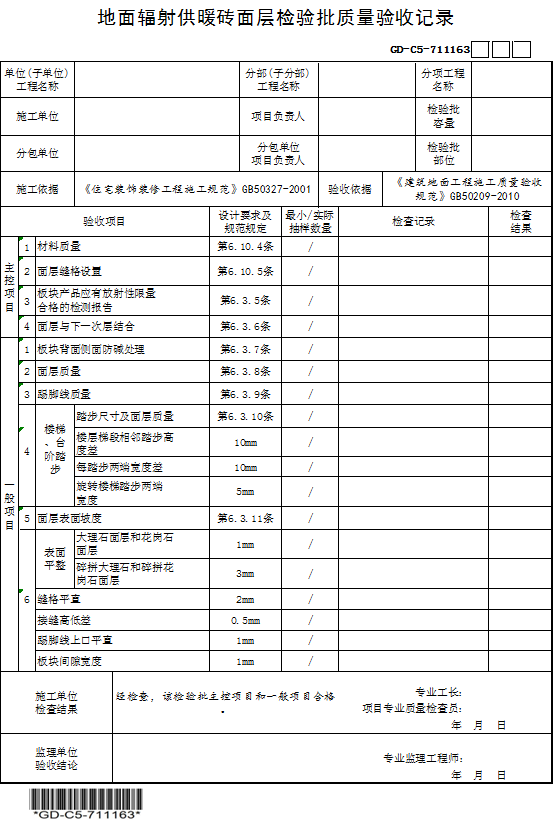 地面辐射供暖砖面层检验批质量验收记录
GD-C5-711163
单位(子单位) 分部(子分部) 分项工程
工程名称 工程名称 名称
施工单位 项目负责人 检验批
容量
分包单位 分包单位 检验批
项目负责人 部位
施工依据 《住宅装饰装修工程施工规范》GB50327-2001 验收依据 《建筑地面工程施工质量验收
规范》GB50209-2010
验收项目 设计要求及 最小/实际 检查记录 检查
规范规定 抽样数量 结果
主控项目
1 材料质量 第6.10.4条 /
2 面层缝格设置 第6.10.5条 /
3 板块产品应有放射性限量 第6.3.5条 /
合格的检测报告
4 面层与下一次层结合 第6.3.6条 /
一般项目
1 板块背面侧面防碱处理 第6.3.7条 /
2 面层质量 第6.3.8条 /
3 踢脚线质量 第6.3.9条 /
4 楼梯、台阶踏步 踏步尺寸及面层质量 第6.3.10条 /
楼层梯段相邻踏步高 10mm /
度差
每踏步两端宽度差 10mm /
旋转楼梯踏步两端 5mm /
宽度
5 面层表面坡度 第6.3.11条 /
6 表面平整 大理石面层和花岗石 1mm /
面层
碎拼大理石和碎拼花 3mm /
岗石面层
缝格平直 2mm /
接缝高低差 0.5mm /
踢脚线上口平直 1mm /
板块间隙宽度 1mm /
施工单位
检查结果
经检查，该检验批主控项目和一般项目合格
。
专业工长：
项目专业质量检查员：
年 月 日
监理单位
验收结论
专业监理工程师：
年 月 日
*GD-C5-711163*